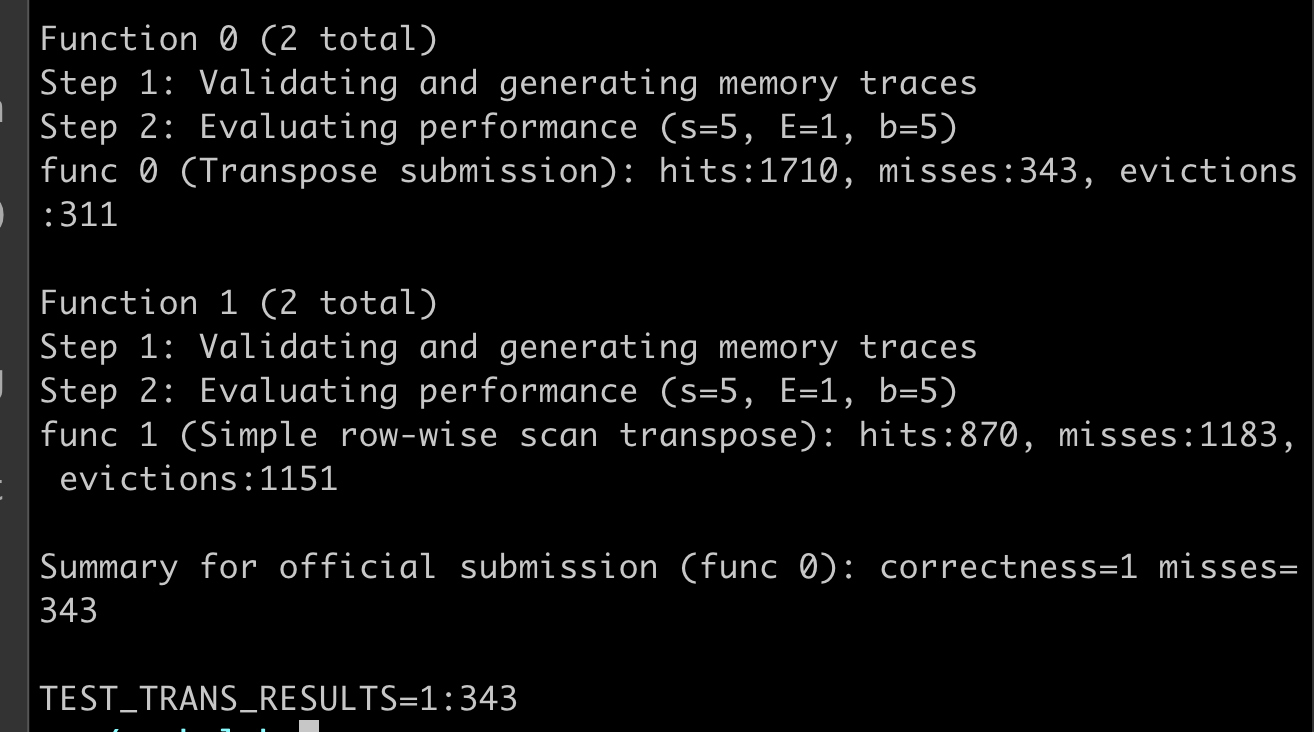 Function 0 (2 total)
Step 1: Validating and generating memory traces
Step 2: Evaluating performance (s=5, E=1, b=5)
func 0 (Transpose submission): hits:1710, misses:343, evictions
:311
Function 1 (2 total)
Step 1: Validating and generating memory traces
Step 2: Evaluating performance (s=5, E=1, b=5)
func 1 (Simple row-wise scan transpose): hits:870, misses:1183,
 evictions:1151
Summary for official submission (func 0): correctness=1 misses=
343
TEST_TRANS_RESULTS=1:343